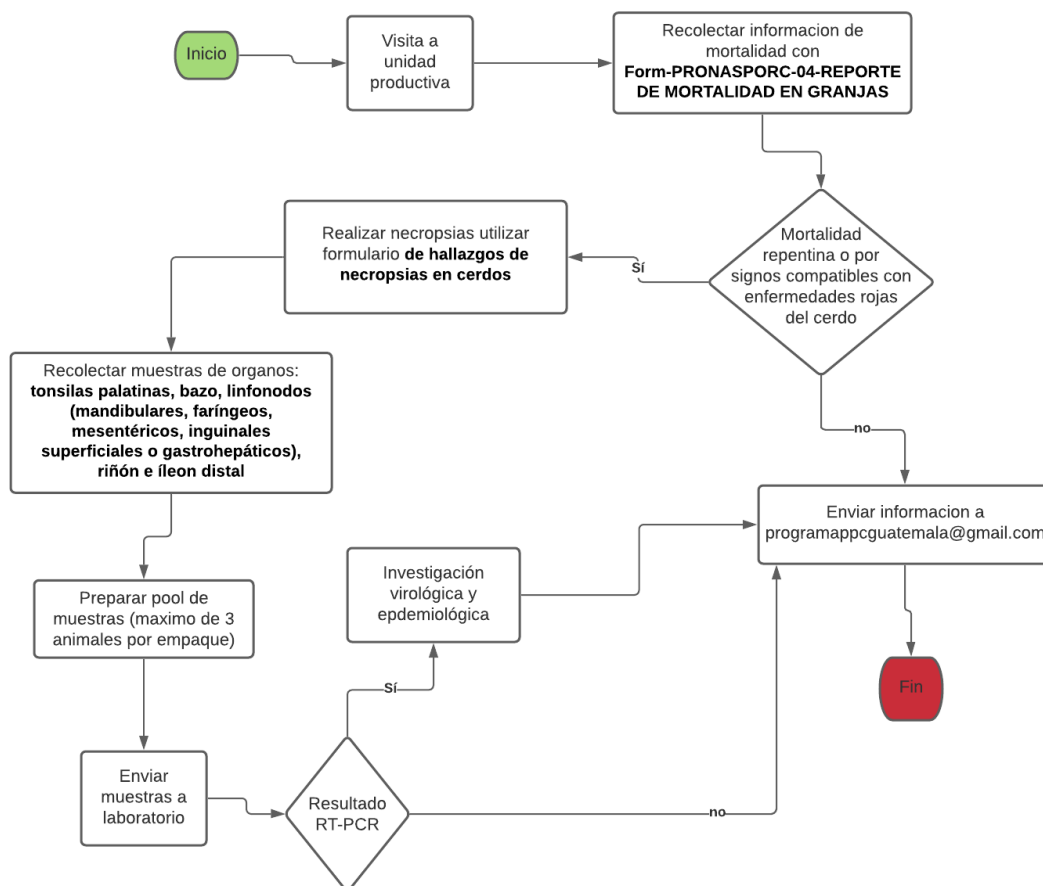 Inicio
Visita a
unidad
productiva
Recolectar informacion de
mortalidad con
Form-PRONASPORC-04-REPORTE
DE MORTALIDAD EN GRANJAS
Mortalidad
repentina o por
signos compatibles con
enfermedades rojas
del cerdo
Sí
Realizar necropsias utilizar
formulario de hallazgos de
necropsias en cerdos
Recolectar muestras de organos:
tonsilas palatinas, bazo, linfonodos
(mandibulares, faríngeos,
mesentéricos, inguinales
superficiales o gastrohepáticos),
riñón e íleon distal
Preparar pool de
muestras (maximo de 3
animales por empaque)
Enviar
muestras a
laboratorio
Resultado
RT-PCR
Sí
Investigación
virológica y
epdemiológica
no
no
Enviar informacion a
programappcguatemala@gmail.com
Fin